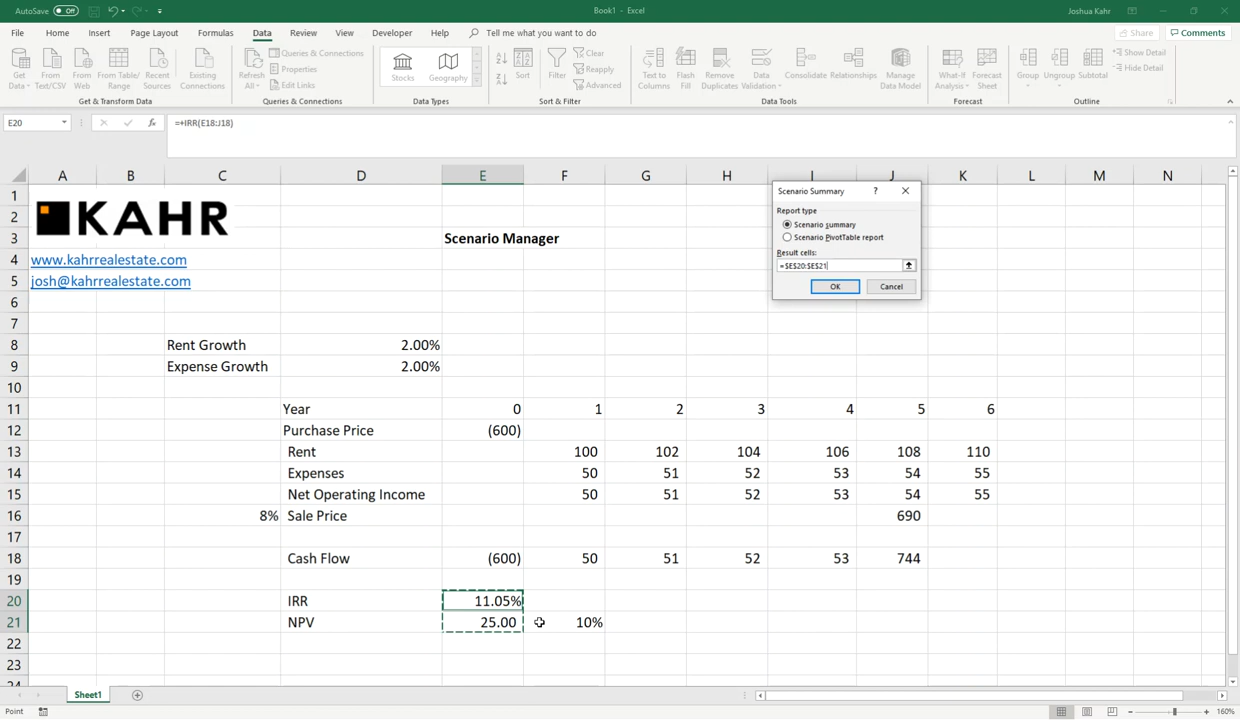 AutoSave Off
Book1 - Excel
Joshua Kahr
File Home Insert Page Layout Formulas Data Review View Developer Help Tell me what you want to do
Share Comments
Get Data
From Text/CSV
From Web
From Table/ Range
Recent Sources
Existing Connections
Get & Transform Data
Refresh All
Queries & Connections
Properties
Edit Links
Queries & Connections
Stocks
Geography
Data Types
Sort
Filter
Clear
Reapply
Advanced
Sort & Filter
Text to Columns
Flash Fill
Remove Duplicates
Data Validation
Consolidate
Relationships
Manage Data Model
Data Tools
What-If Analysis
Forecast Sheet
Forecast
Group
Ungroup
Subtotal
Show Detail
Hide Detail
Outline
E20 fx =+IRR(E18:J18)
A B C D E F G H I J K L M N
1
2 KAHR
3 Scenario Manager
4 www.kahrrealestate.com
5 josh@kahrrealestate.com
6
7
8 Rent Growth 2.00%
9 Expense Growth 2.00%
10
11 Year 0 1 2 3 4 5 6
12 Purchase Price (600)
13 Rent 100 102 104 106 108 110
14 Expenses 50 51 52 53 54 55
15 Net Operating Income 50 51 52 53 54 55
16 8% Sale Price 690
17
18 Cash Flow (600) 50 51 52 53 744
19
20 IRR 11.05%
21 NPV 25.00 10%
22
23
24
Scenario Summary ?
Report type
Scenario summary
Scenario PivotTable report
Result cells:
=$E$20:$E$21
OK Cancel
Sheet1
Point
160%